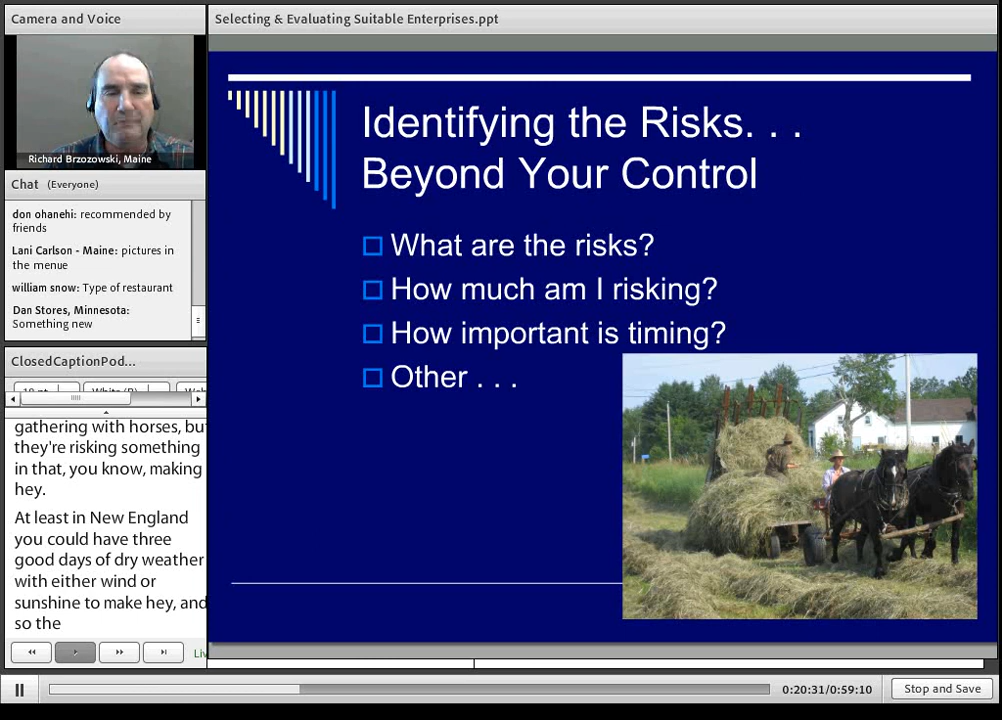 Camera and Voice
Selecting & Evaluating Suitable Enterprises.ppt
Richard Brzozowski, Maine
Chat (Everyone)
don ohanehi: recommended by
friends
Lani Carlson - Maine: pictures in
the menue
william snow: Type of restaurant
Dan Stores, Minnesota:
Something new
ClosedCaptionPod...
gathering with horses, but
they're risking something
in that, you know, making
hey.
At least in New England
you could have three
good days of dry weather
with either wind or
sunshine to make hey, and
so the
Identifying the Risks. . .
Beyond Your Control
What are the risks?
How much am I risking?
How important is timing?
Other . . .
0:20:31/0:59:10
Stop and Save